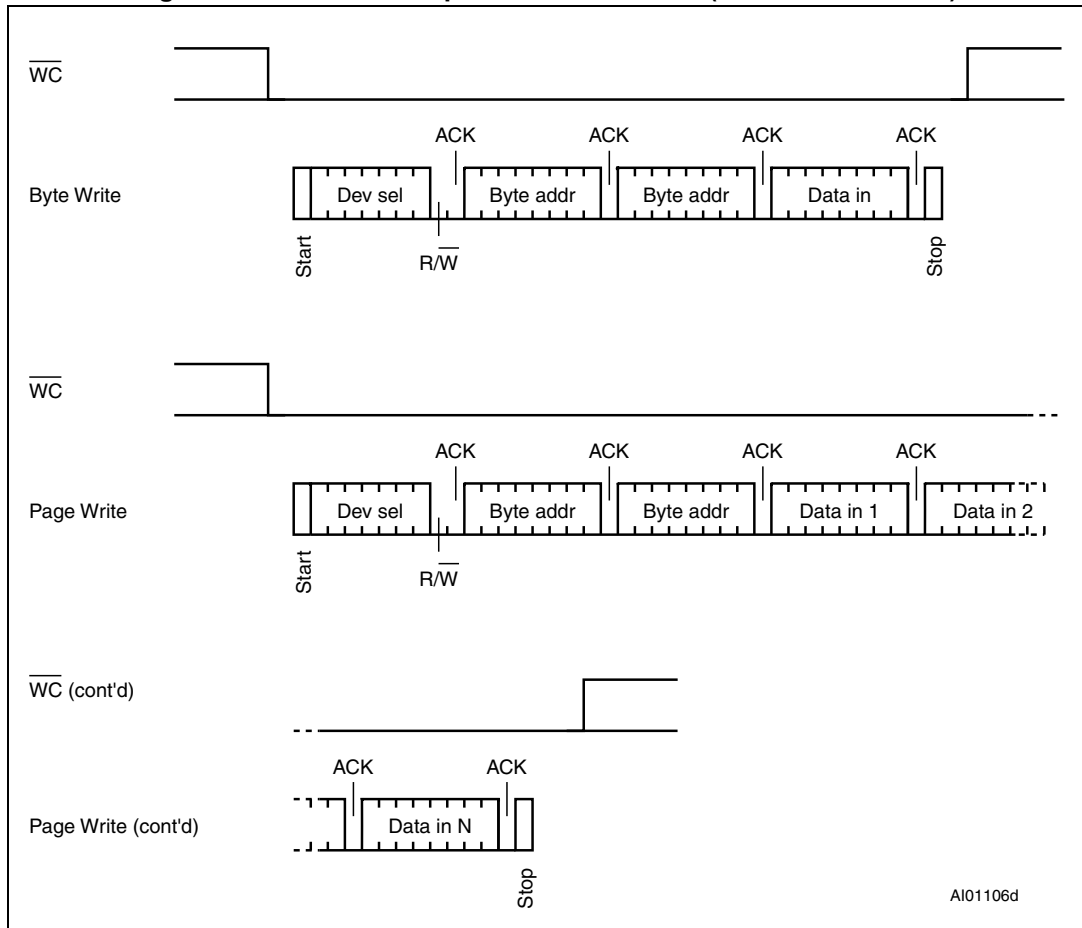 WC
ACK ACK ACK ACK
Byte Write Dev sel Byte addr Byte addr Data in
Start R/W Stop
WC
ACK ACK ACK ACK
Page Write Dev sel Byte addr Byte addr Data in 1 Data in 2
Start R/W
WC (cont'd)
ACK ACK
Page Write (cont'd) Data in N
Stop
AI01106d